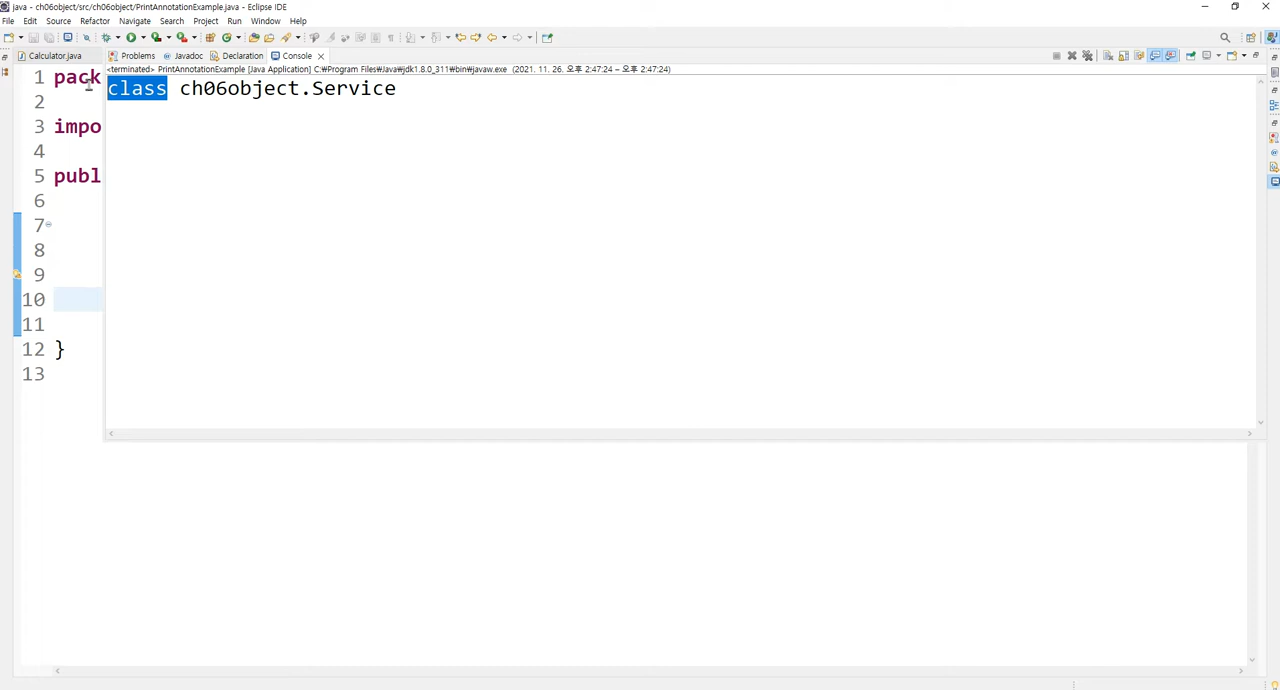 java - ch06object/src/ch06object/PrintAnnotationExample.java - Eclipse IDE
File Edit Source Refactor Navigate Search Project Run Window Help
Calculator.java
Problems Javadoc Declaration Console
<terminated> PrintAnnotationExample [Java Application] C:₩Program Files₩Java₩jdk1.8.0_311₩bin₩javaw.exe (2021. 11. 26. 오후 2:47:24 – 오후 2:47:24)
class ch06object.Service
1 pack
2
3 impo
4
5 publ
6
7
8
9
10
11
12 }
13